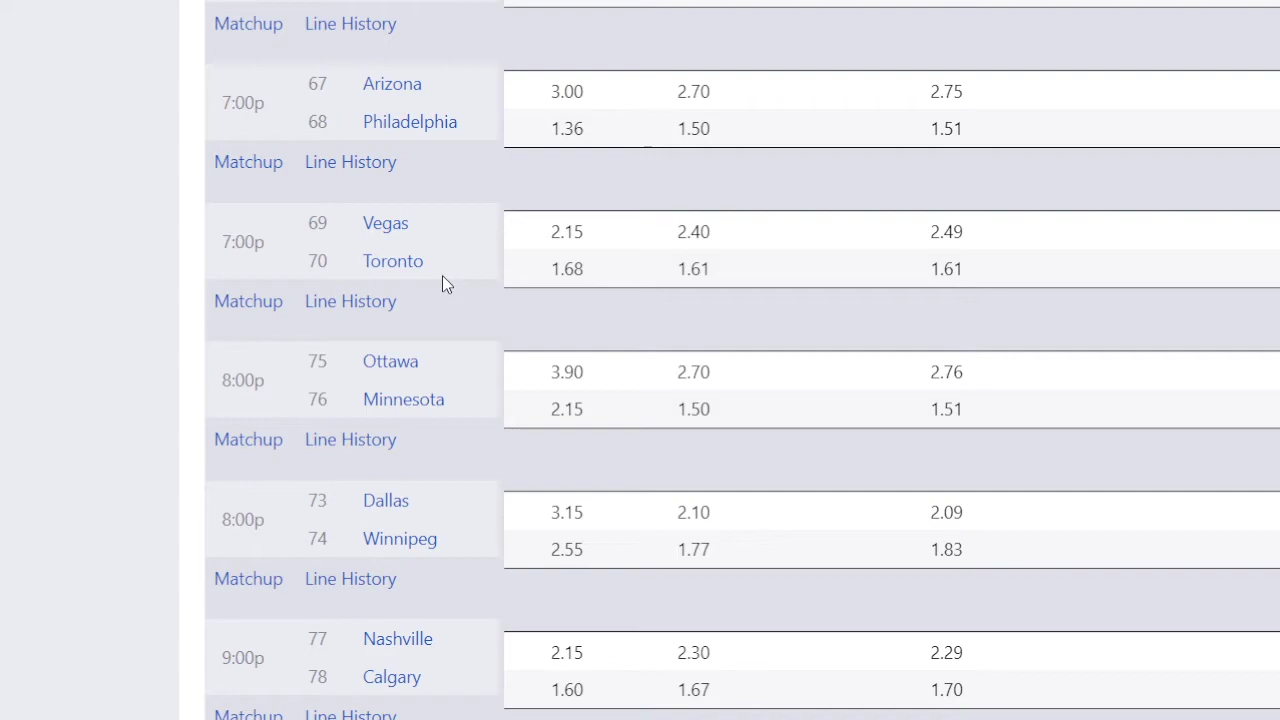 Matchup Line History
7:00p
67 Arizona 3.00 2.70 2.75
68 Philadelphia 1.36 1.50 1.51
Matchup Line History
7:00p
69 Vegas 2.15 2.40 2.49
70 Toronto 1.68 1.61 1.61
Matchup Line History
8:00p
75 Ottawa 3.90 2.70 2.76
76 Minnesota 2.15 1.50 1.51
Matchup Line History
8:00p
73 Dallas 3.15 2.10 2.09
74 Winnipeg 2.55 1.77 1.83
Matchup Line History
9:00p
77 Nashville 2.15 2.30 2.29
78 Calgary 1.60 1.67 1.70
Matchup Line History